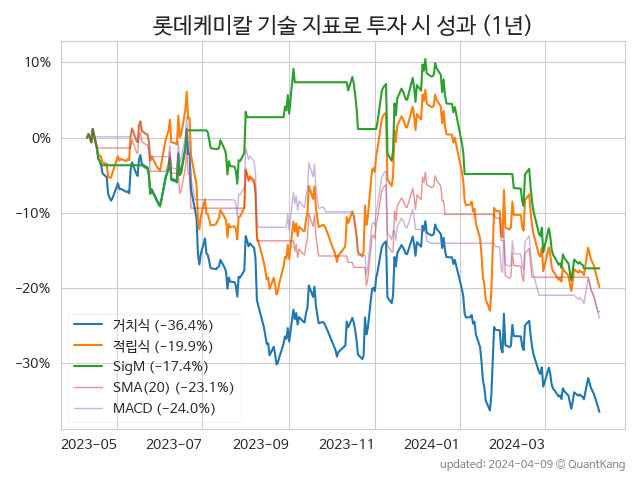 롯데케미칼 기술 지표로 투자 시 성과 (1년)
10%
0%
−10%
−20%
−30%
거치식 (−36.4%)
적립식 (−19.9%)
SigM (−17.4%)
SMA(20) (−23.1%)
MACD (−24.0%)
2023-05 2023-07 2023-09 2023-11 2024-01 2024-03
updated: 2024-04-09 © QuantKang